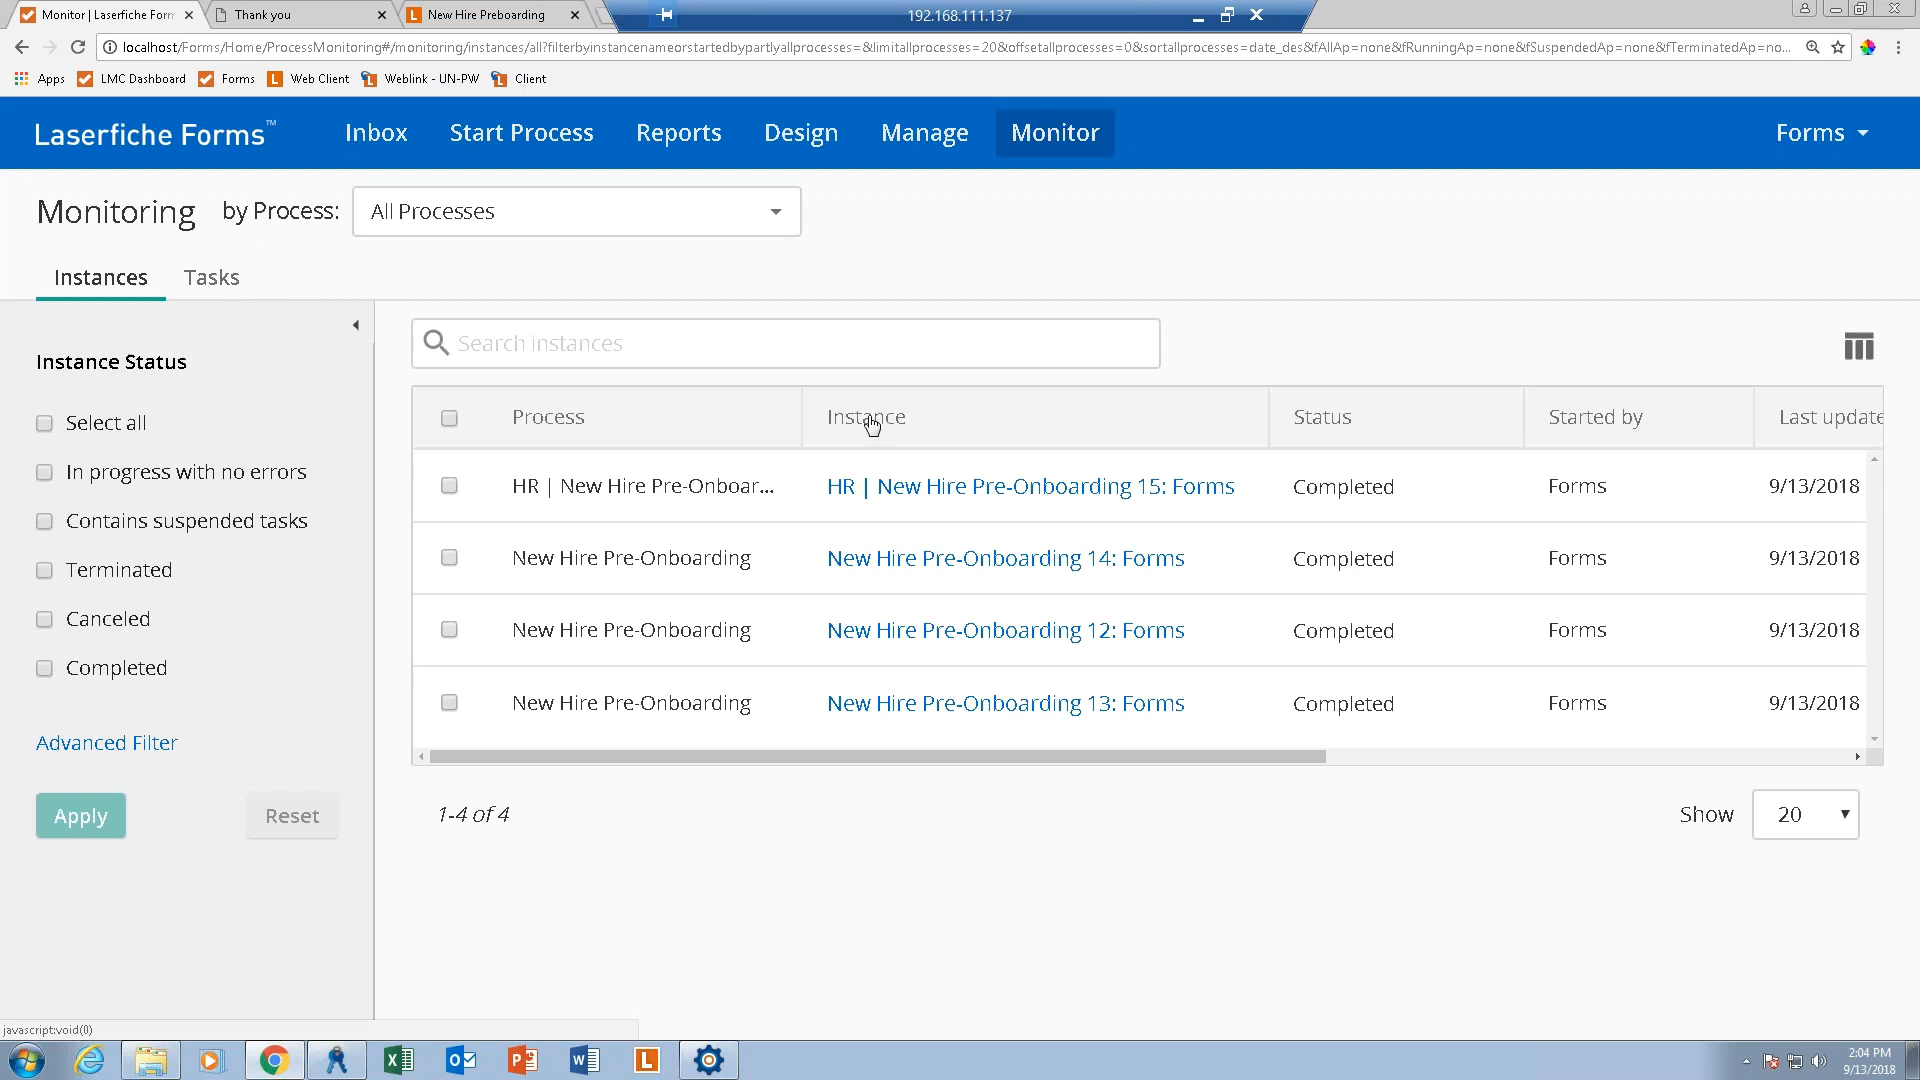 Monitor | Laserfiche Form
Thank you
New Hire Preboarding
192.168.111.137
localhost/Forms/Home/ProcessMonitoring#/monitoring/instances/all?filterbyinstancenameorstartedbypartlyallprocesses=&limitallprocesses=20&offsetallprocesses=0&sortallprocesses=date_des&fAllAp=none&fRunningAp=none&fSuspendedAp=none&fTerminatedAp=no...
Apps LMC Dashboard Forms Web Client Weblink - UN-PW Client
Laserfiche Forms™ Inbox Start Process Reports Design Manage Monitor Forms
Monitoring by Process: All Processes
Instances Tasks
Search instances
Instance Status
Select all
In progress with no errors
Contains suspended tasks
Terminated
Canceled
Completed
Advanced Filter
Apply Reset
Process Instance Status Started by Last update
HR | New Hire Pre-Onboar... HR | New Hire Pre-Onboarding 15: Forms Completed Forms 9/13/2018
New Hire Pre-Onboarding New Hire Pre-Onboarding 14: Forms Completed Forms 9/13/2018
New Hire Pre-Onboarding New Hire Pre-Onboarding 12: Forms Completed Forms 9/13/2018
New Hire Pre-Onboarding New Hire Pre-Onboarding 13: Forms Completed Forms 9/13/2018
1-4 of 4 Show 20
javascript:void(0)
2:04 PM
9/13/2018